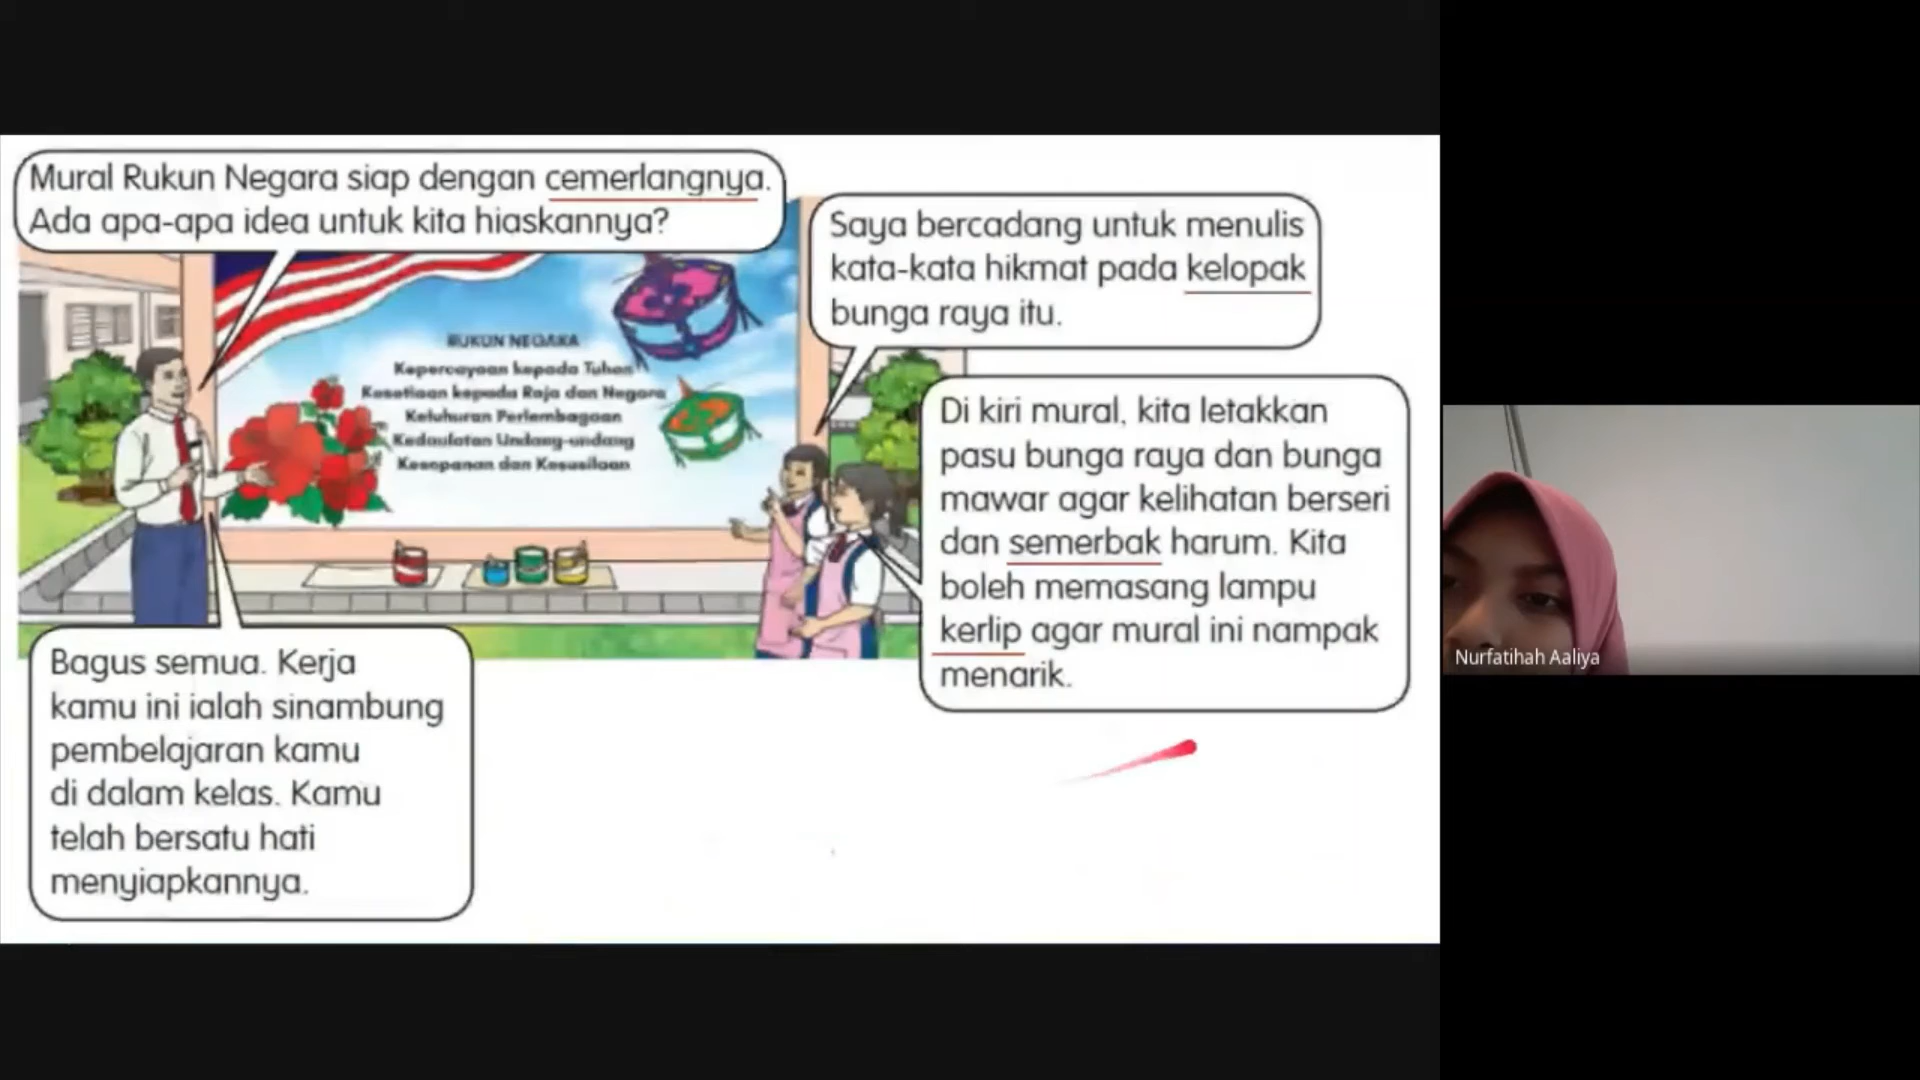 Mural Rukun Negara siap dengan cemerlangnya.
Ada apa-apa idea untuk kita hiaskannya?
Saya bercadang untuk menulis
kata-kata hikmat pada kelopak
bunga raya itu.
Di kiri mural, kita letakkan
pasu bunga raya dan bunga
mawar agar kelihatan berseri
dan semerbak harum. Kita
boleh memasang lampu
kerlip agar mural ini nampak
menarik.
RUKUN NEGARA
Kepercayaan kepada Tuhan
Kesetiaan kepada Raja dan Negara
Keluhuran Perlembagaan
Kedaulatan Undang-undang
Kesopanan dan Kesusilaan
Bagus semua. Kerja
kamu ini ialah sinambung
pembelajaran kamu
di dalam kelas. Kamu
telah bersatu hati
menyiapkannya.
Nurfatihah Aaliya